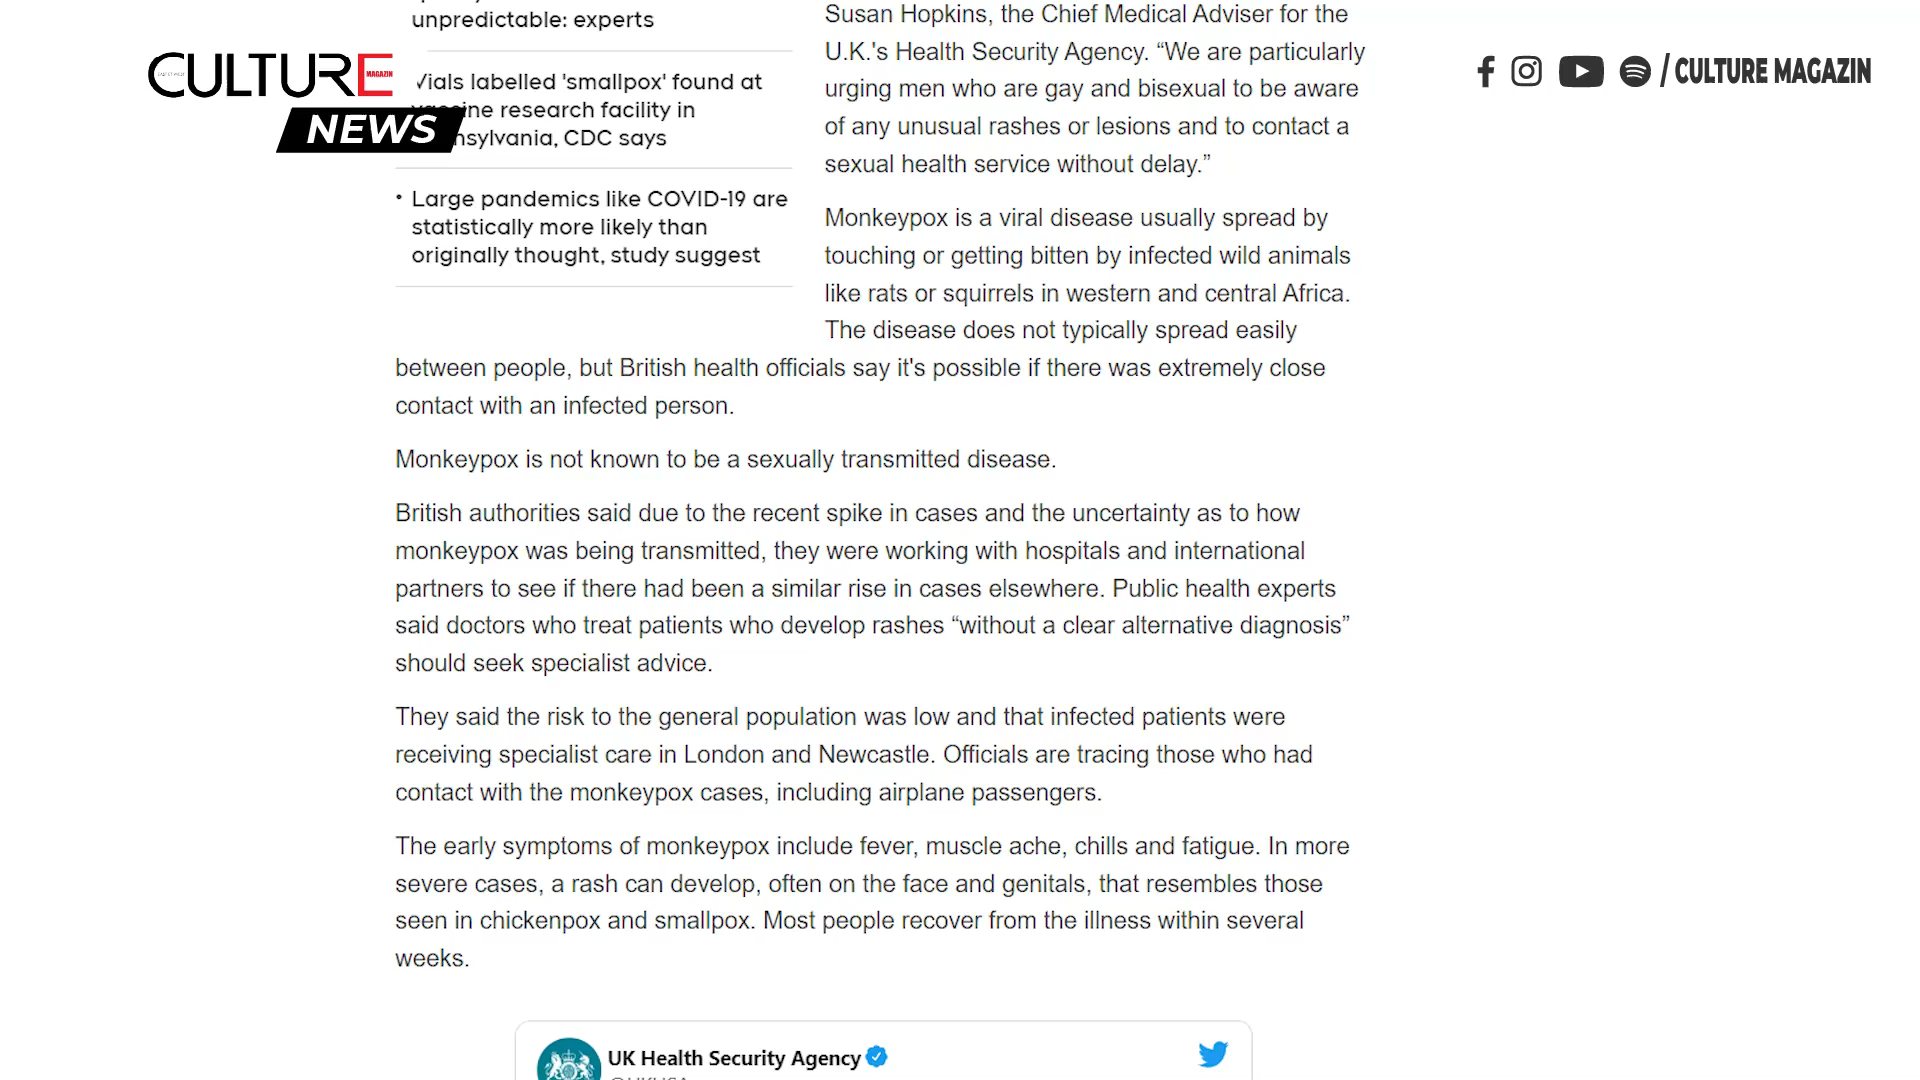 unpredictable: experts
Vials labelled 'smallpox' found at
vaccine research facility in
nsylvania, CDC says
• Large pandemics like COVID-19 are
statistically more likely than
originally thought, study suggest
CULTURE
MAGAZIN
NEWS
/ CULTURE MAGAZIN
Susan Hopkins, the Chief Medical Adviser for the
U.K.'s Health Security Agency. “We are particularly
urging men who are gay and bisexual to be aware
of any unusual rashes or lesions and to contact a
sexual health service without delay.”
Monkeypox is a viral disease usually spread by
touching or getting bitten by infected wild animals
like rats or squirrels in western and central Africa.
The disease does not typically spread easily
between people, but British health officials say it's possible if there was extremely close
contact with an infected person.
Monkeypox is not known to be a sexually transmitted disease.
British authorities said due to the recent spike in cases and the uncertainty as to how
monkeypox was being transmitted, they were working with hospitals and international
partners to see if there had been a similar rise in cases elsewhere. Public health experts
said doctors who treat patients who develop rashes “without a clear alternative diagnosis”
should seek specialist advice.
They said the risk to the general population was low and that infected patients were
receiving specialist care in London and Newcastle. Officials are tracing those who had
contact with the monkeypox cases, including airplane passengers.
The early symptoms of monkeypox include fever, muscle ache, chills and fatigue. In more
severe cases, a rash can develop, often on the face and genitals, that resembles those
seen in chickenpox and smallpox. Most people recover from the illness within several
weeks.
UK Health Security Agency